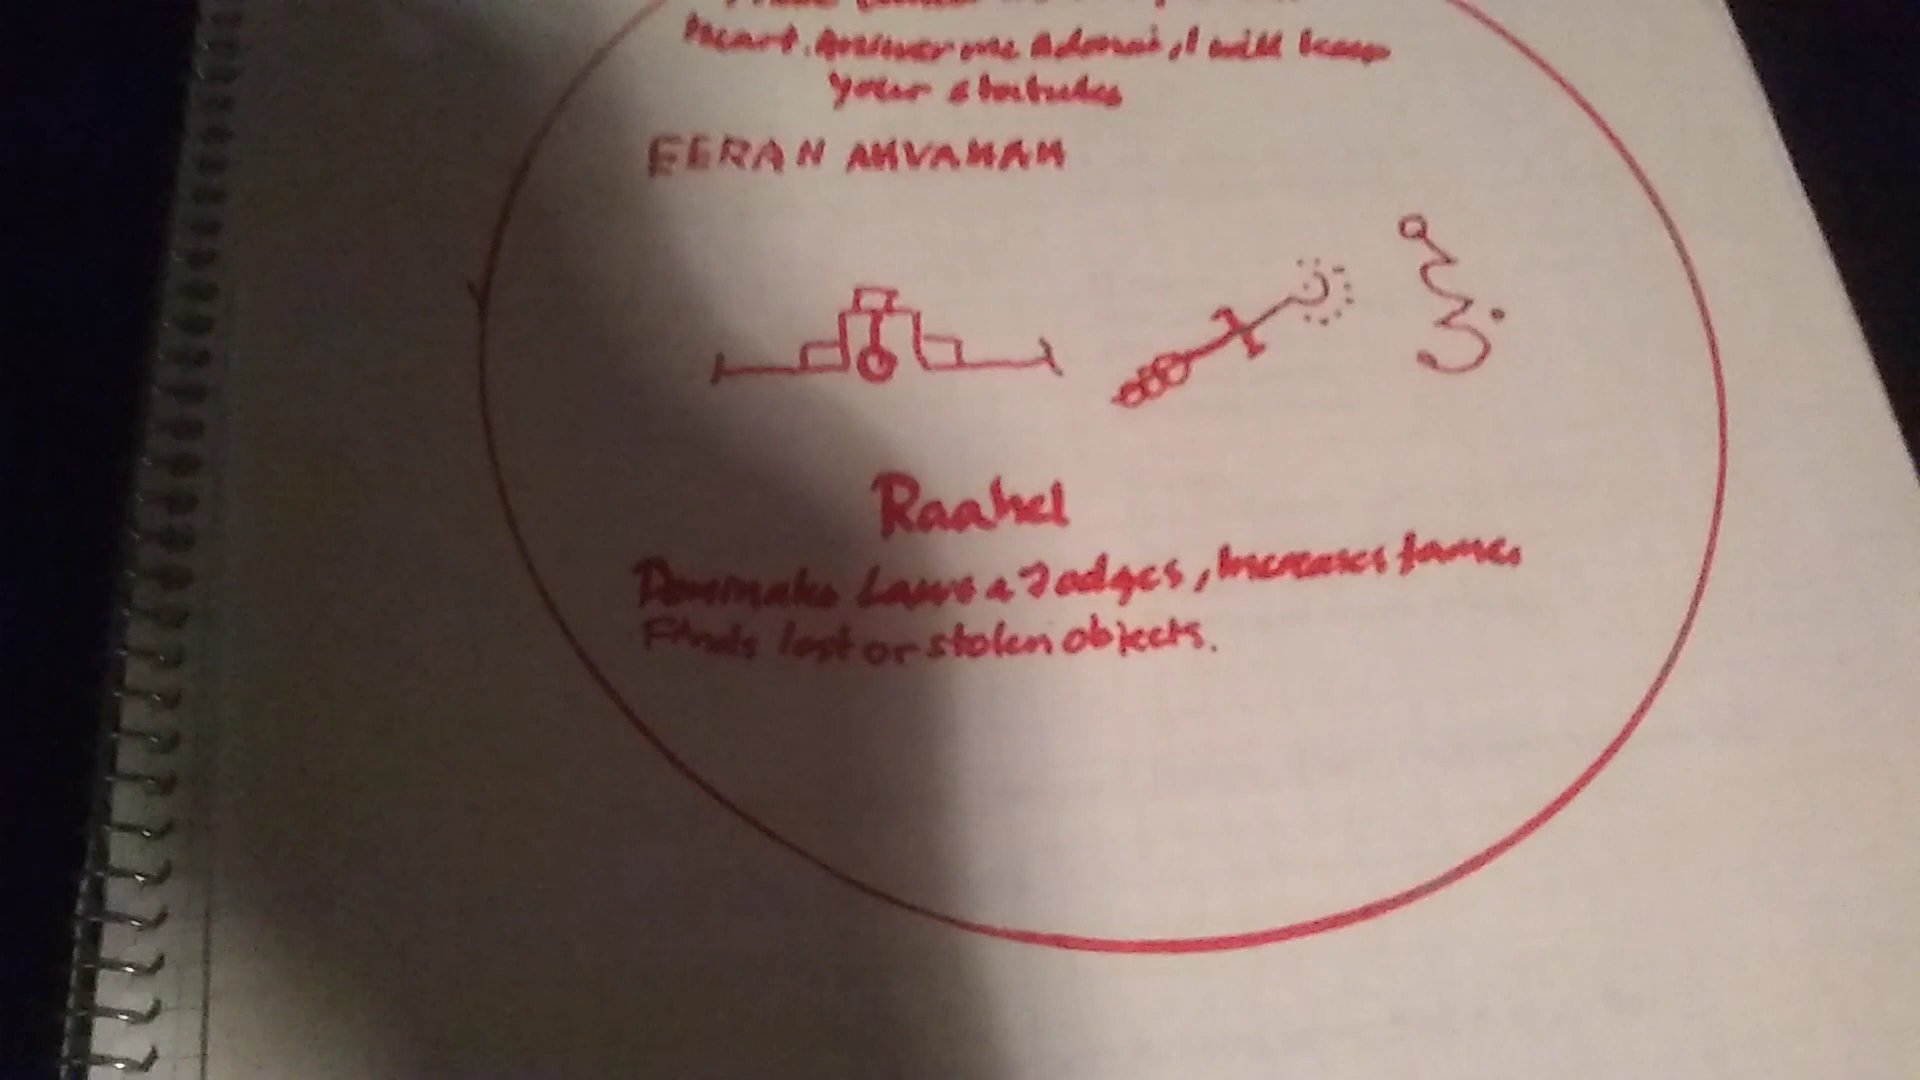 Heart. Answer me Adonai, I will keep
your statutes
EERAN AHVAHAH
Raahel
Laws & Judges, Increases fame.
Finds lost or stolen objects.